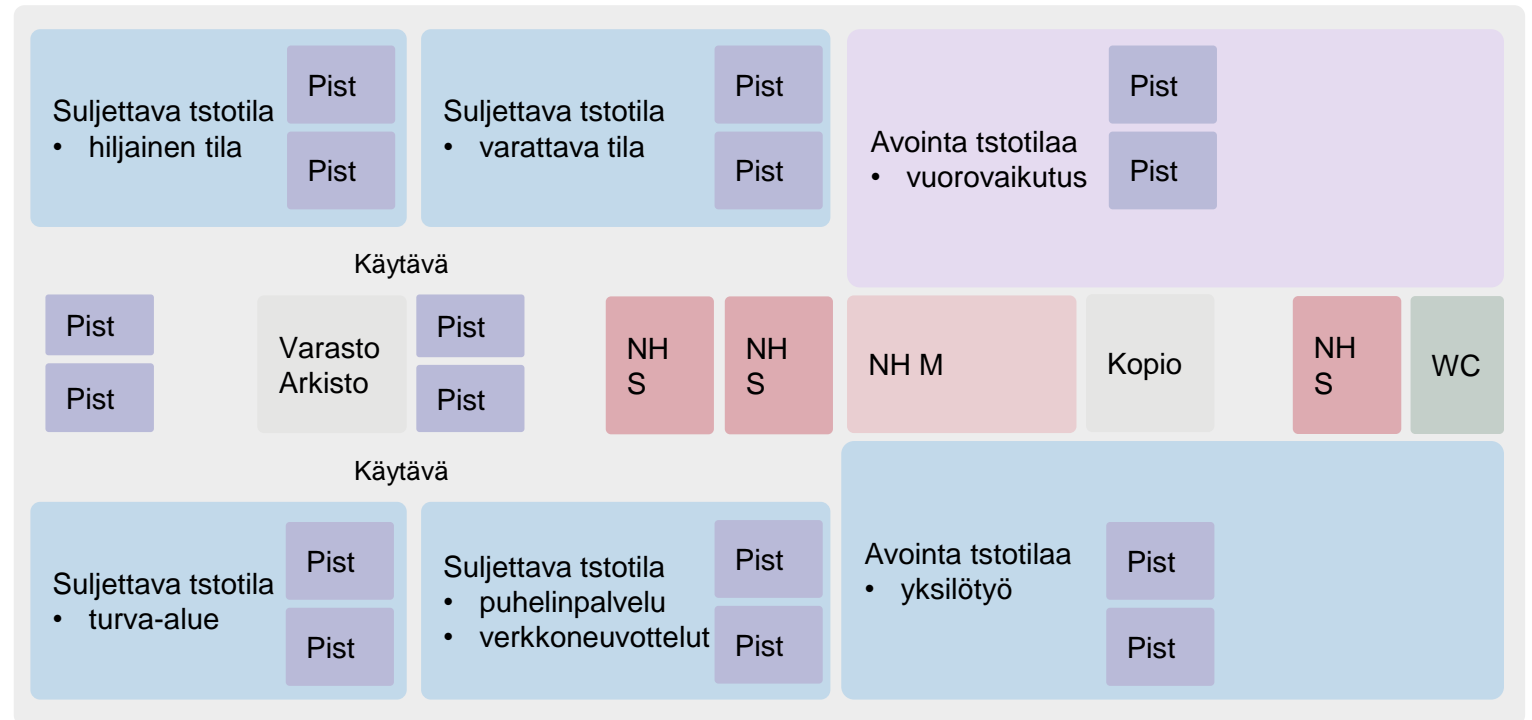 Suljettava tstotila
• hiljainen tila
Pist
Pist
Suljettava tstotila
• varattava tila
Pist
Pist
Avointa tstotilaa
• vuorovaikutus
Pist
Pist
Käytävä
Pist
Pist
Varasto
Arkisto
Pist
Pist
NH
S
NH
S
NH M
Kopio
NH
S
WC
Käytävä
Suljettava tstotila
• turva-alue
Pist
Pist
Suljettava tstotila
• puhelinpalvelu
• verkkoneuvottelut
Pist
Pist
Avointa tstotilaa
• yksilötyö
Pist
Pist